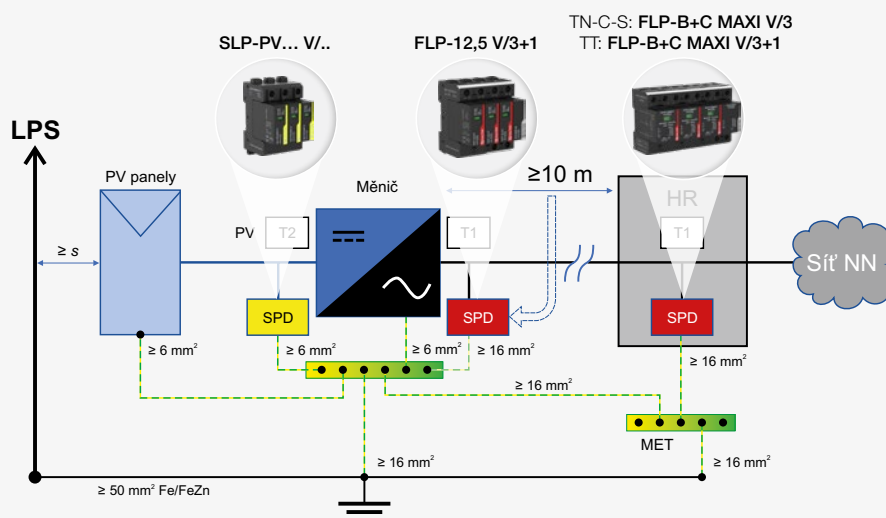 TN-C-S: FLP-B+C MAXI V/3
SLP-PV... V/..
FLP-12,5 V/3+1
TT: FLP-B+C MAXI V/3+1
LPS
PV panely
Měnič
≥10 m
HR
PV
T2
T1
T1
≥ s
Síť NN
SPD
SPD
SPD
≥ 6 mm²
≥ 6 mm²
≥ 6 mm²
≥ 16 mm²
≥ 16 mm²
≥ 16 mm²
MET
≥ 16 mm²
≥ 16 mm²
≥ 50 mm² Fe/FeZn